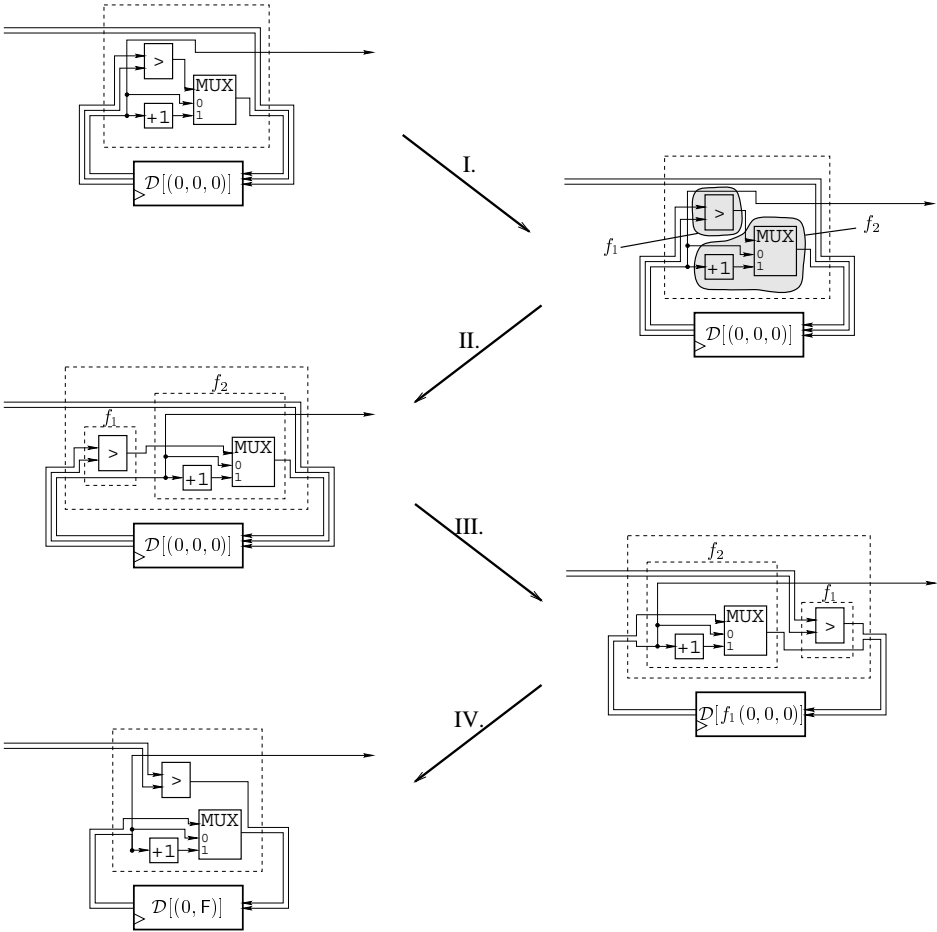 >
MUX
0
+1
1
𝒟[(0, 0, 0)]
I.
>
f₂
MUX
f₁
0
+1
1
𝒟[(0, 0, 0)]
II.
f₂
f₁
MUX
>
0
+1
1
𝒟[(0, 0, 0)]
III.
f₂
f₁
MUX
>
0
+1
1
𝒟[f₁(0, 0, 0)]
IV.
>
MUX
0
+1
1
𝒟[(0, F)]